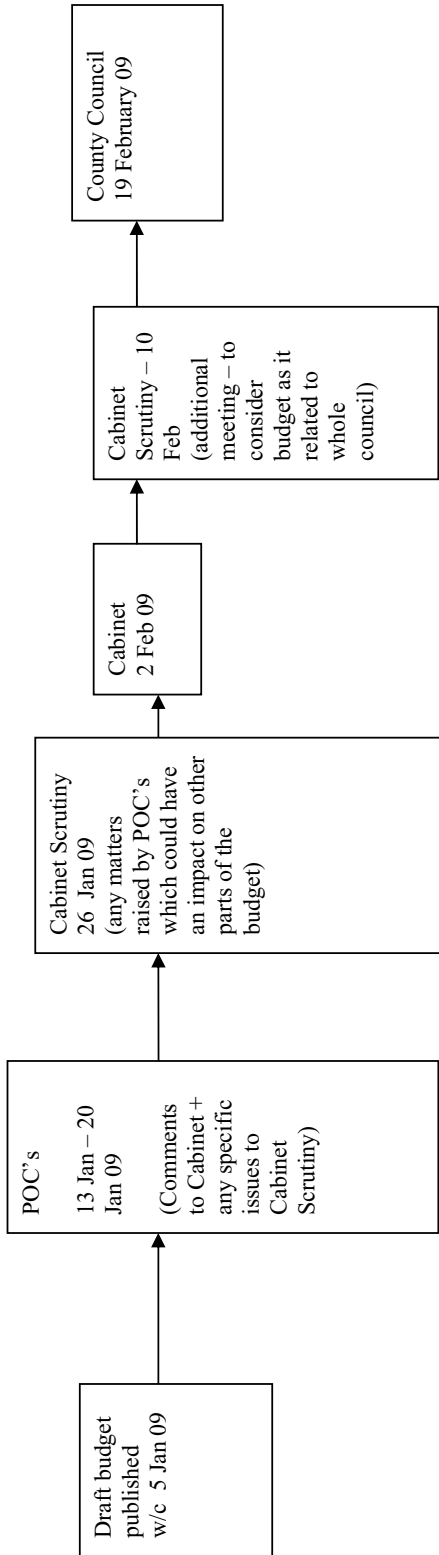 Draft budget
published
w/c 5 Jan 09
POC's
13 Jan – 20
Jan 09
(Comments
to Cabinet +
any specific
issues to
Cabinet
Scrutiny)
Cabinet Scrutiny
26 Jan 09
(any matters
raised by POC's
which could have
an impact on other
parts of the
budget)
Cabinet
2 Feb 09
Cabinet
Scrutiny – 10
Feb
(additional
meeting – to
consider
budget as it
related to
whole
council)
County Council
19 February 09